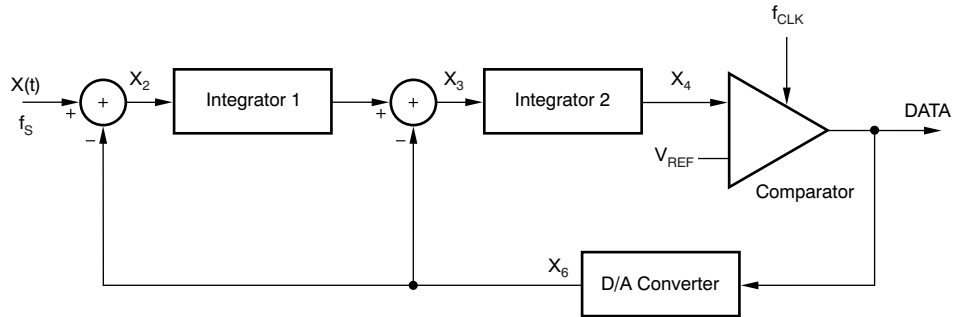 f_CLK
X(t)
+
f_S
−
+
X_2
Integrator 1
+
−
+
X_3
Integrator 2
X_4
V_REF
Comparator
DATA
X_6
D/A Converter